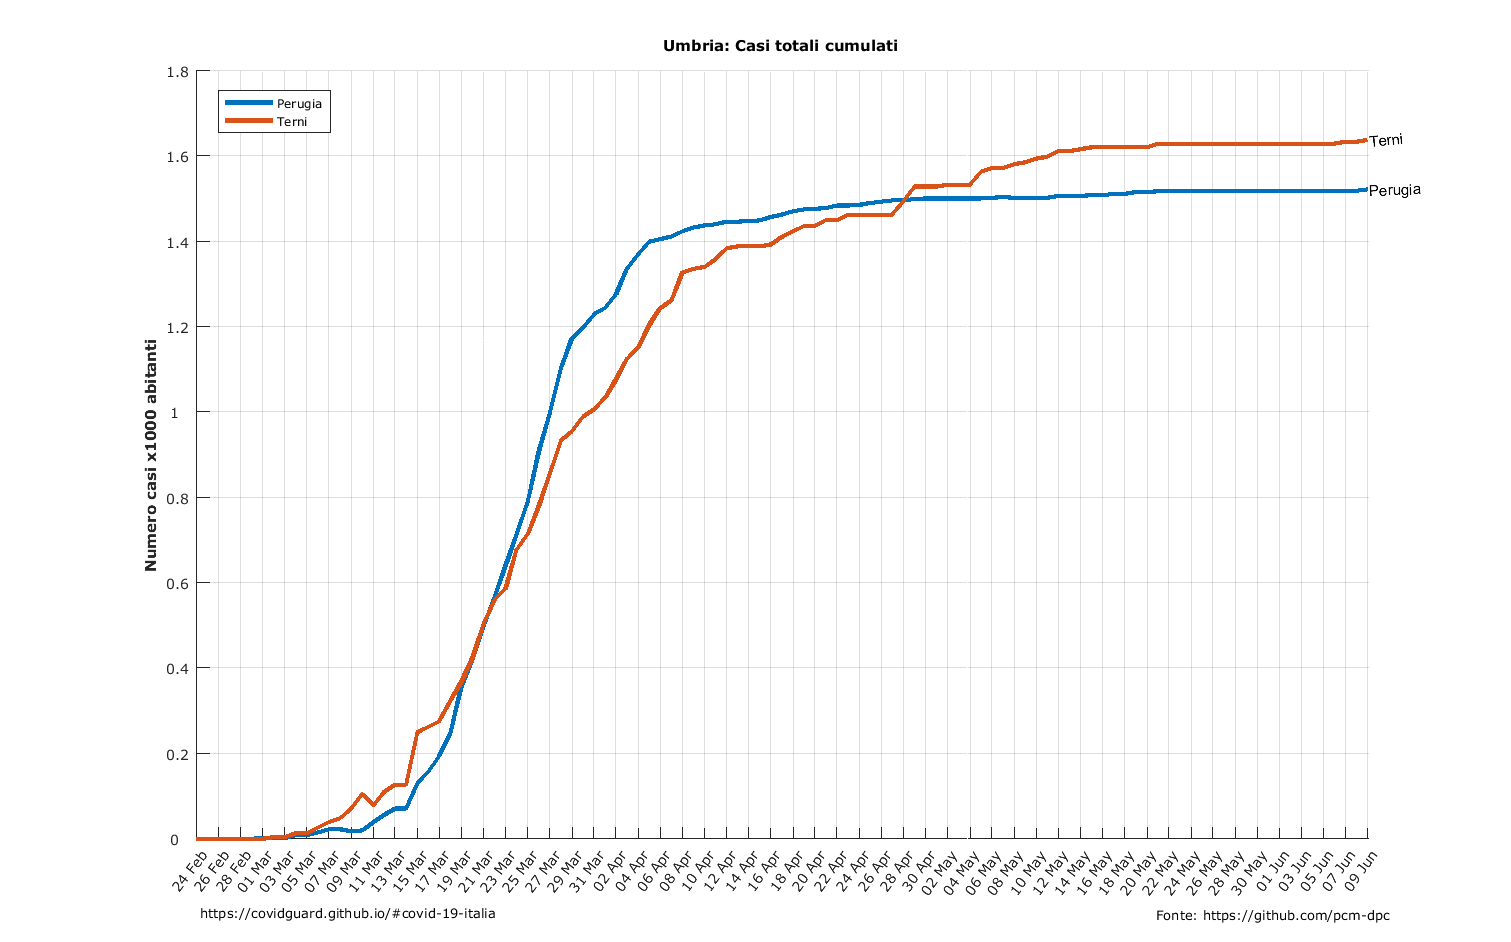 Umbria: Casi totali cumulati
1.8
1.6
1.4
1.2
1
0.8
0.6
0.4
0.2
0
Numero casi x1000 abitanti
Perugia
Terni
Terni
Perugia
24 Feb
26 Feb
28 Feb
01 Mar
03 Mar
05 Mar
07 Mar
09 Mar
11 Mar
13 Mar
15 Mar
17 Mar
19 Mar
21 Mar
23 Mar
25 Mar
27 Mar
29 Mar
31 Mar
02 Apr
04 Apr
06 Apr
08 Apr
10 Apr
12 Apr
14 Apr
16 Apr
18 Apr
20 Apr
22 Apr
24 Apr
26 Apr
28 Apr
30 Apr
02 May
04 May
06 May
08 May
10 May
12 May
14 May
16 May
18 May
20 May
22 May
24 May
26 May
28 May
30 May
01 Jun
03 Jun
05 Jun
07 Jun
09 Jun
https://covidguard.github.io/#covid-19-italia
Fonte: https://github.com/pcm-dpc